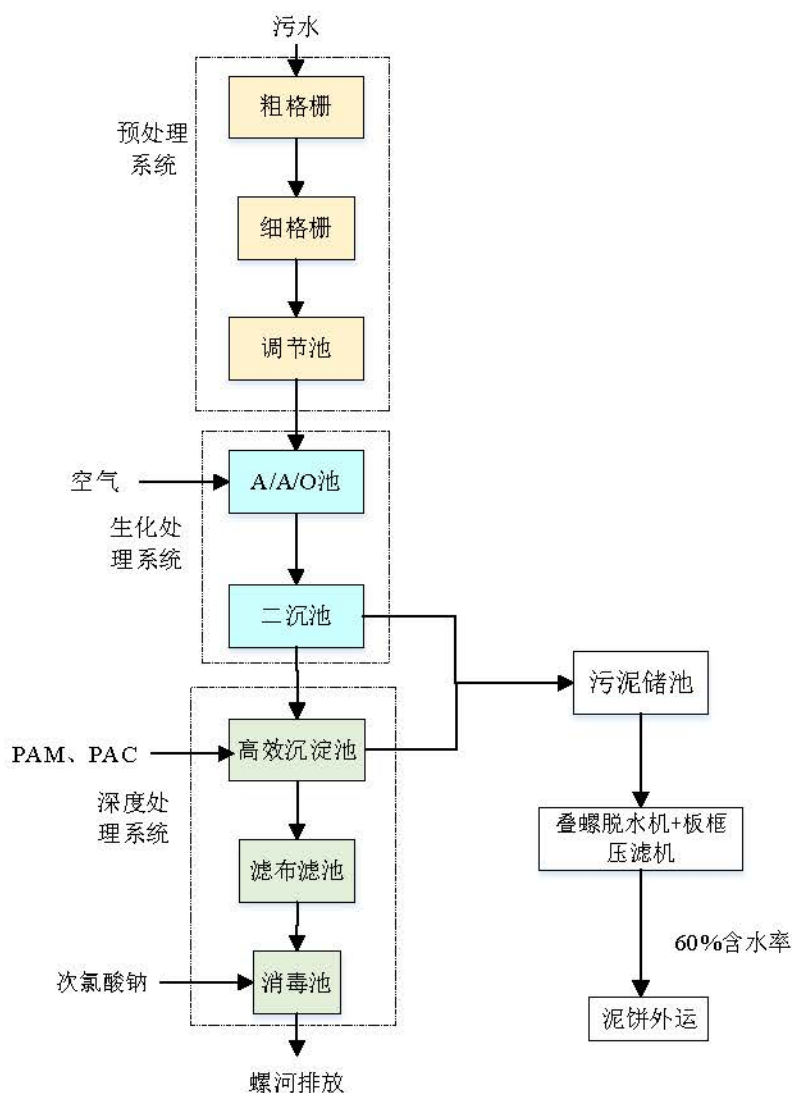 污水
粗格栅
预处理
系统
细格栅
调节池
A/A/O池
空气
生化处
理系统
二沉池
污泥储池
高效沉淀池
PAM、PAC
深度处
理系统
叠螺脱水机+板框
压滤机
滤布滤池
60%含水率
次氯酸钠
消毒池
泥饼外运
螺河排放